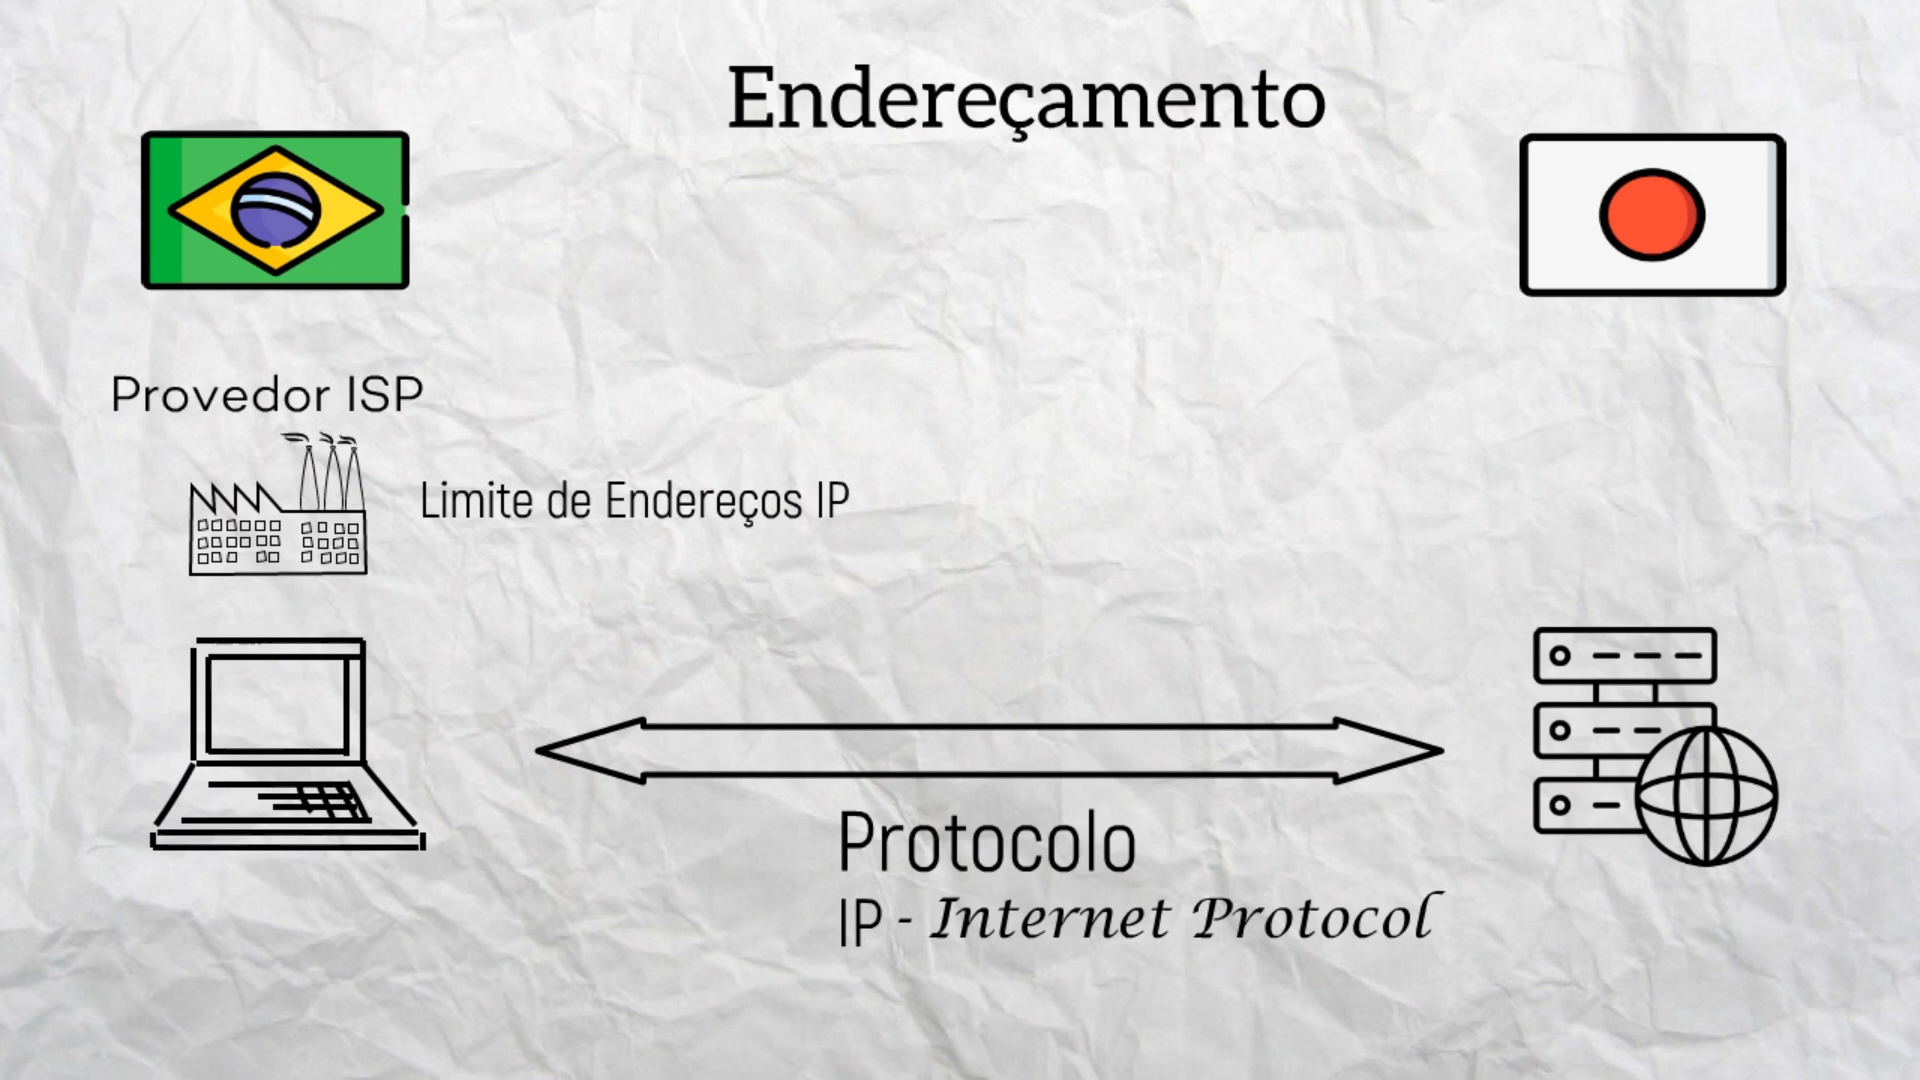 Endereçamento
Provedor ISP
Limite de Endereços IP
Protocolo
IP - Internet Protocol